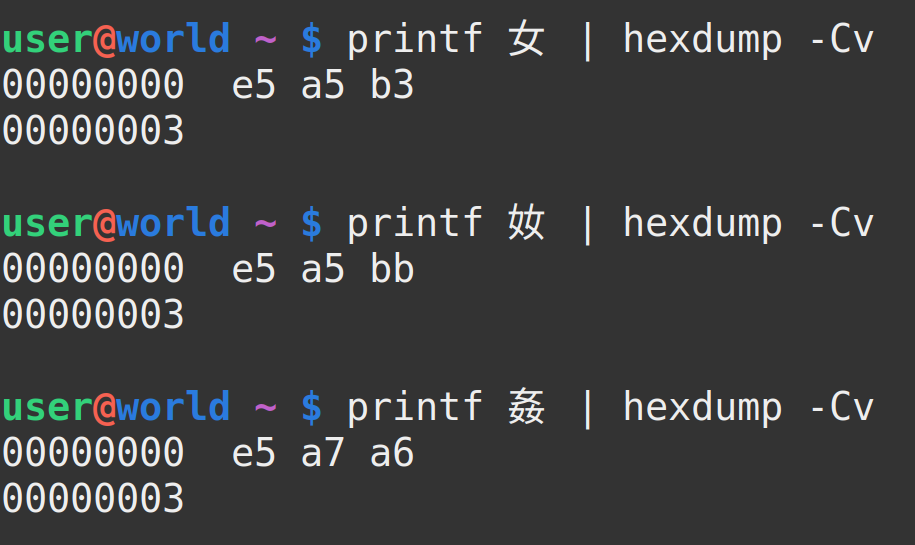 user@world ~ $ printf 女 | hexdump -Cv
00000000  e5 a5 b3
00000003
user@world ~ $ printf 奻 | hexdump -Cv
00000000  e5 a5 bb
00000003
user@world ~ $ printf 姦 | hexdump -Cv
00000000  e5 a7 a6
00000003